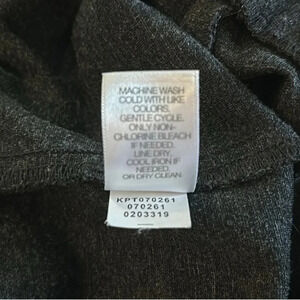 MACHINE WASH
COLD WITH LIKE
COLORS,
GENTLE CYCLE.
ONLY NON-
CHLORINE BLEACH
IF NEEDED.
LINE DRY,
COOL IRON IF
NEEDED.
OR DRY CLEAN
KPT070261
070261
0203319